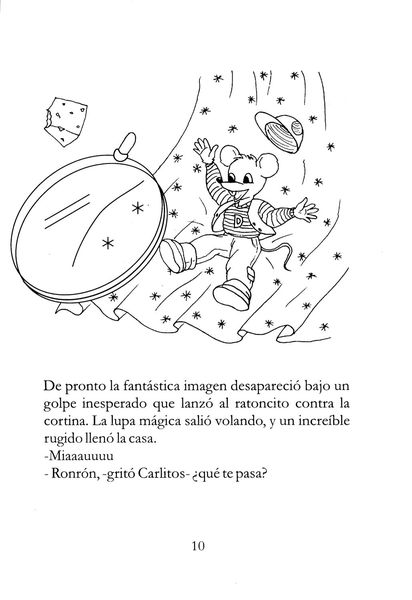 D
De pronto la fantástica imagen desapareció bajo un
golpe inesperado que lanzó al ratoncito contra la
cortina. La lupa mágica salió volando, y un increíble
rugido llenó la casa.
-Miaaauuuu
- Ronrón, -gritó Carlitos- ¿qué te pasa?
10